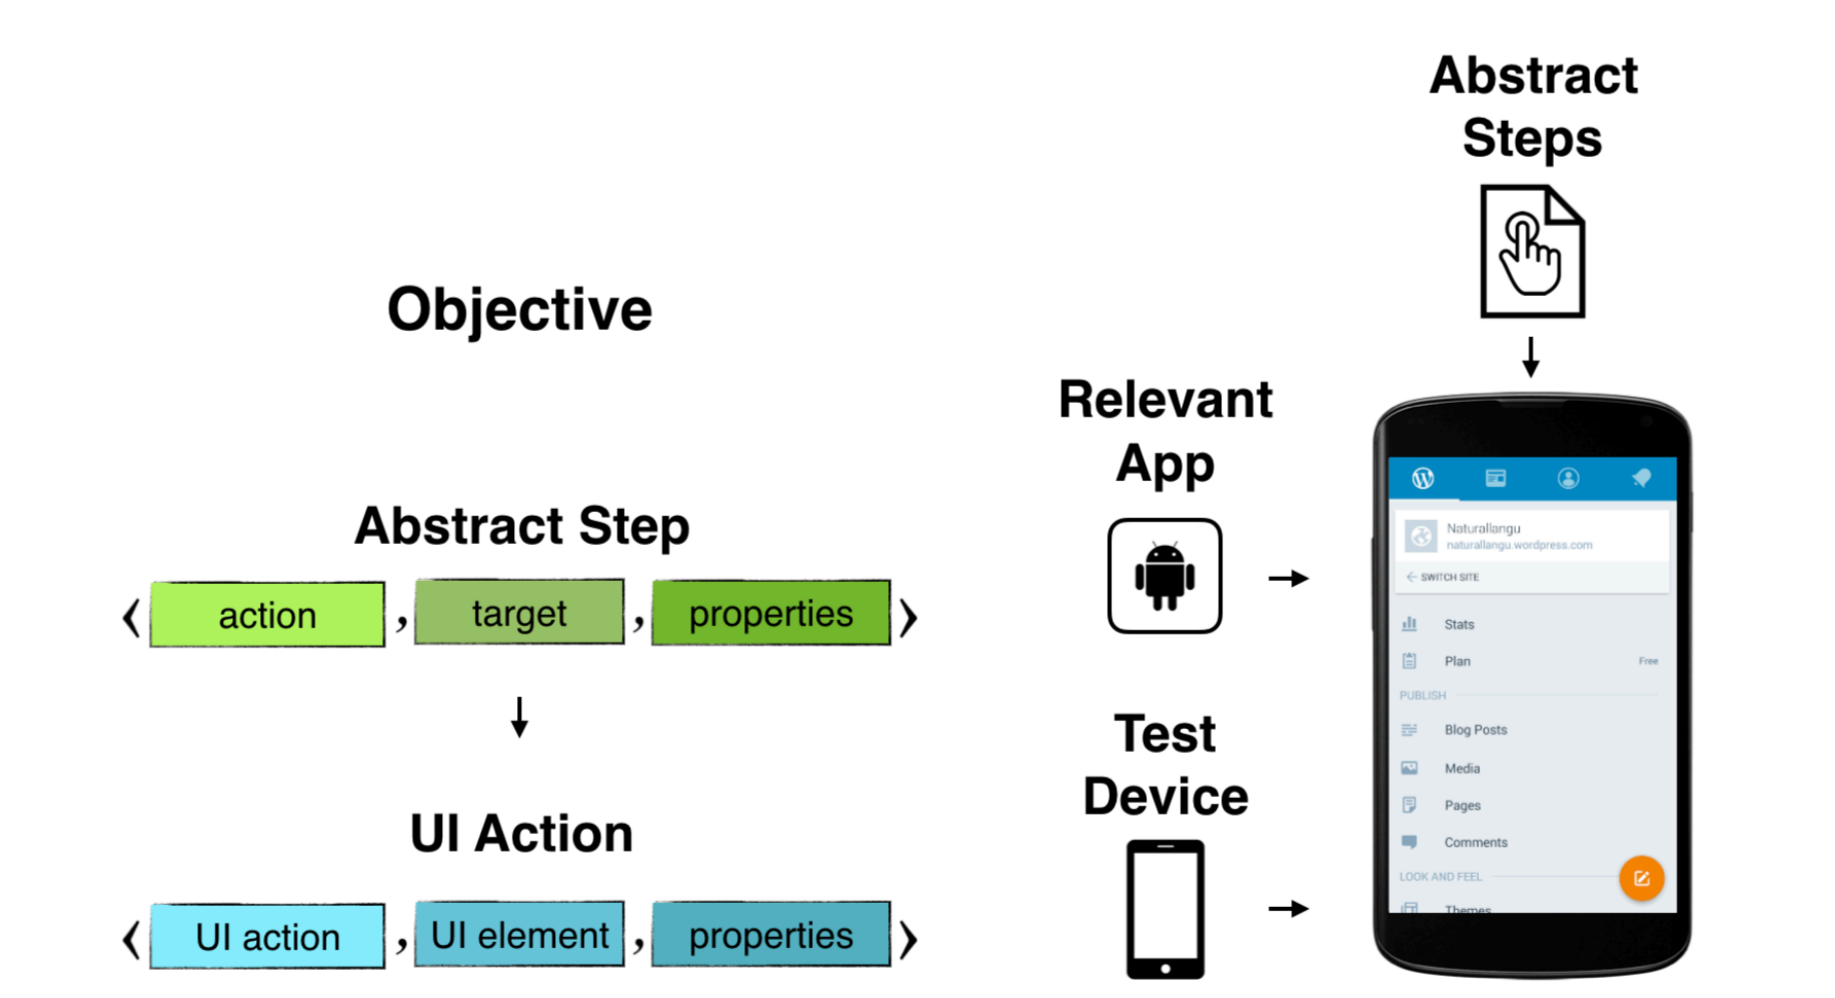 Objective
Abstract Step
‹ action , target , properties ›
UI Action
‹ UI action , UI element , properties ›
Abstract
Steps
Relevant
App
Test
Device
Naturallangu
naturallangu.wordpress.com
SWITCH SITE
Stats
Plan Free
PUBLISH
Blog Posts
Media
Pages
Comments
LOOK AND FEEL
Themes